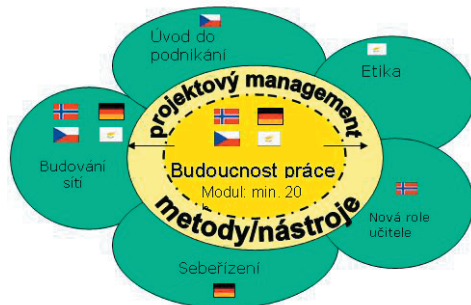 Úvod do
podnikání
Etika
projektový management
Budování
sítí
Budoucnost práce
Modul: min. 20
metody/nástroje
Nová role
učitele
Sebeřízení